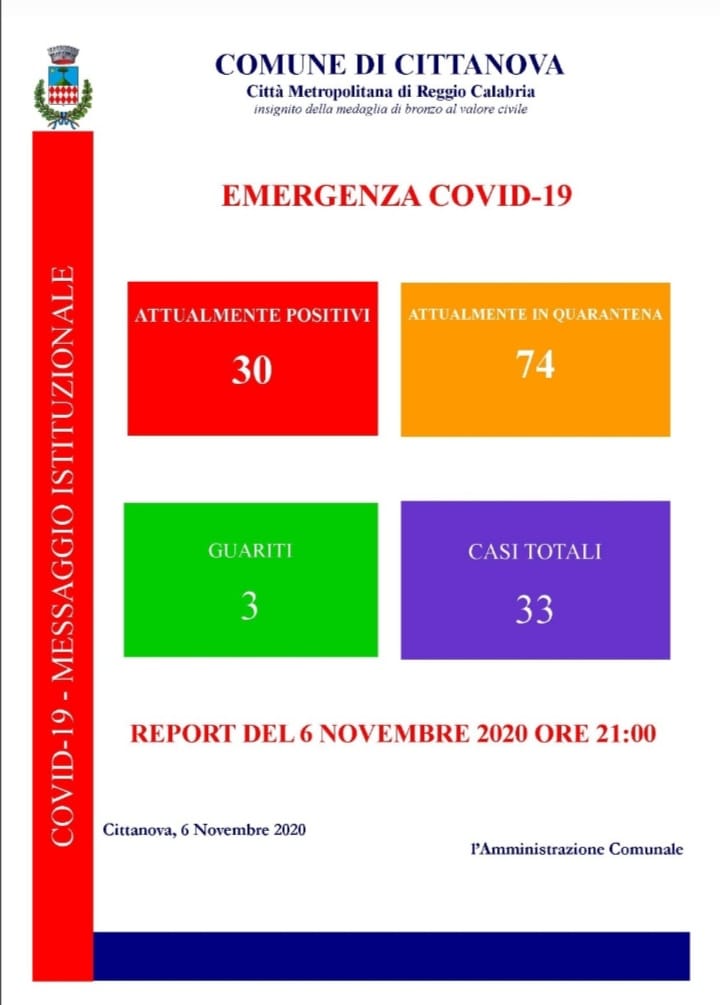 COMUNE DI CITTANOVA
Città Metropolitana di Reggio Calabria
insignito della medaglia di bronzo al valore civile
EMERGENZA COVID-19
ATTUALMENTE POSITIVI
30
ATTUALMENTE IN QUARANTENA
74
GUARITI
3
CASI TOTALI
33
REPORT DEL 6 NOVEMBRE 2020 ORE 21:00
Cittanova, 6 Novembre 2020
l'Amministrazione Comunale
COVID-19 - MESSAGGIO ISTITUZIONALE